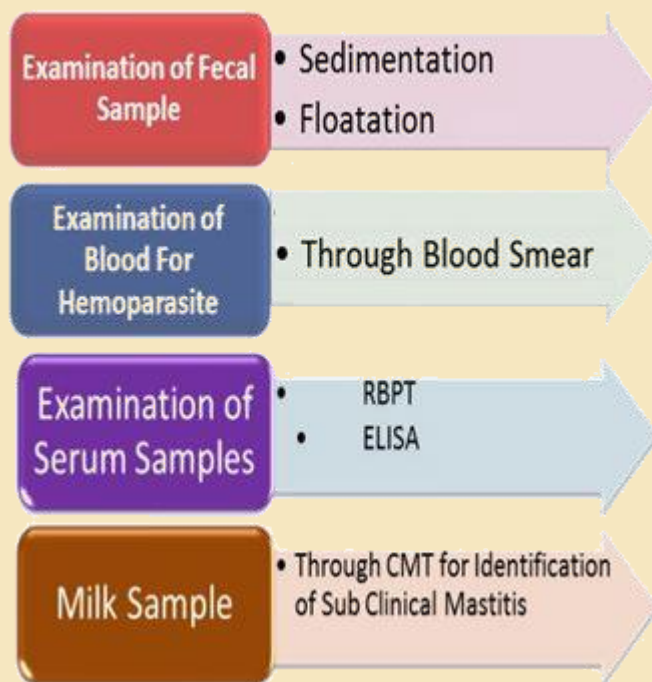 Examination of Fecal
Sample
• Sedimentation
• Floatation
Examination of
Blood For
Hemoparasite
• Through Blood Smear
Examination of
Serum Samples
• RBPT
• ELISA
Milk Sample
• Through CMT for Identification
of Sub Clinical Mastitis